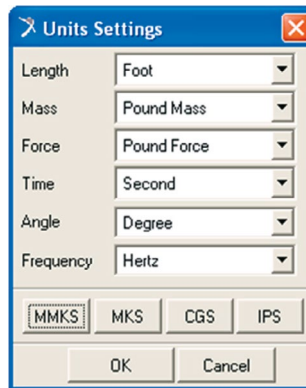 Units Settings
Length Foot
Mass Pound Mass
Force Pound Force
Time Second
Angle Degree
Frequency Hertz
MMKS MKS CGS IPS
OK Cancel